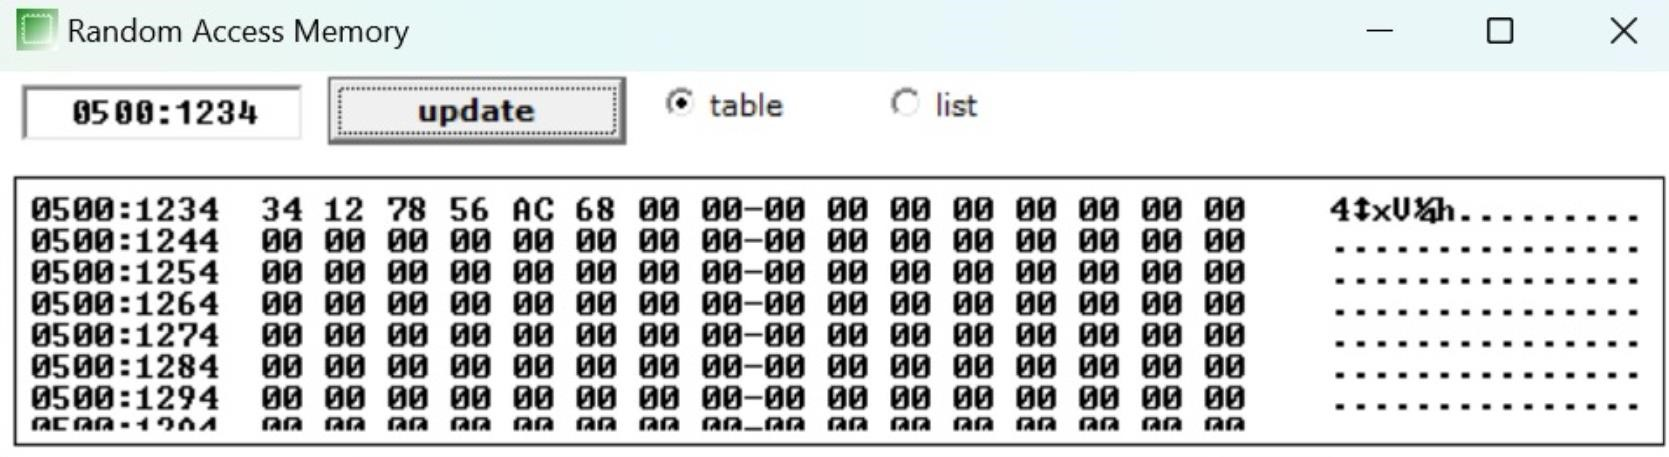 Random Access Memory
0500:1234 update table list
0500:1234 34 12 78 56 AC 68 00 00-00 00 00 00 00 00 00 00 4↕xV¼h..........
0500:1244 00 00 00 00 00 00 00 00-00 00 00 00 00 00 00 00 ................
0500:1254 00 00 00 00 00 00 00 00-00 00 00 00 00 00 00 00 ................
0500:1264 00 00 00 00 00 00 00 00-00 00 00 00 00 00 00 00 ................
0500:1274 00 00 00 00 00 00 00 00-00 00 00 00 00 00 00 00 ................
0500:1284 00 00 00 00 00 00 00 00-00 00 00 00 00 00 00 00 ................
0500:1294 00 00 00 00 00 00 00 00-00 00 00 00 00 00 00 00 ................